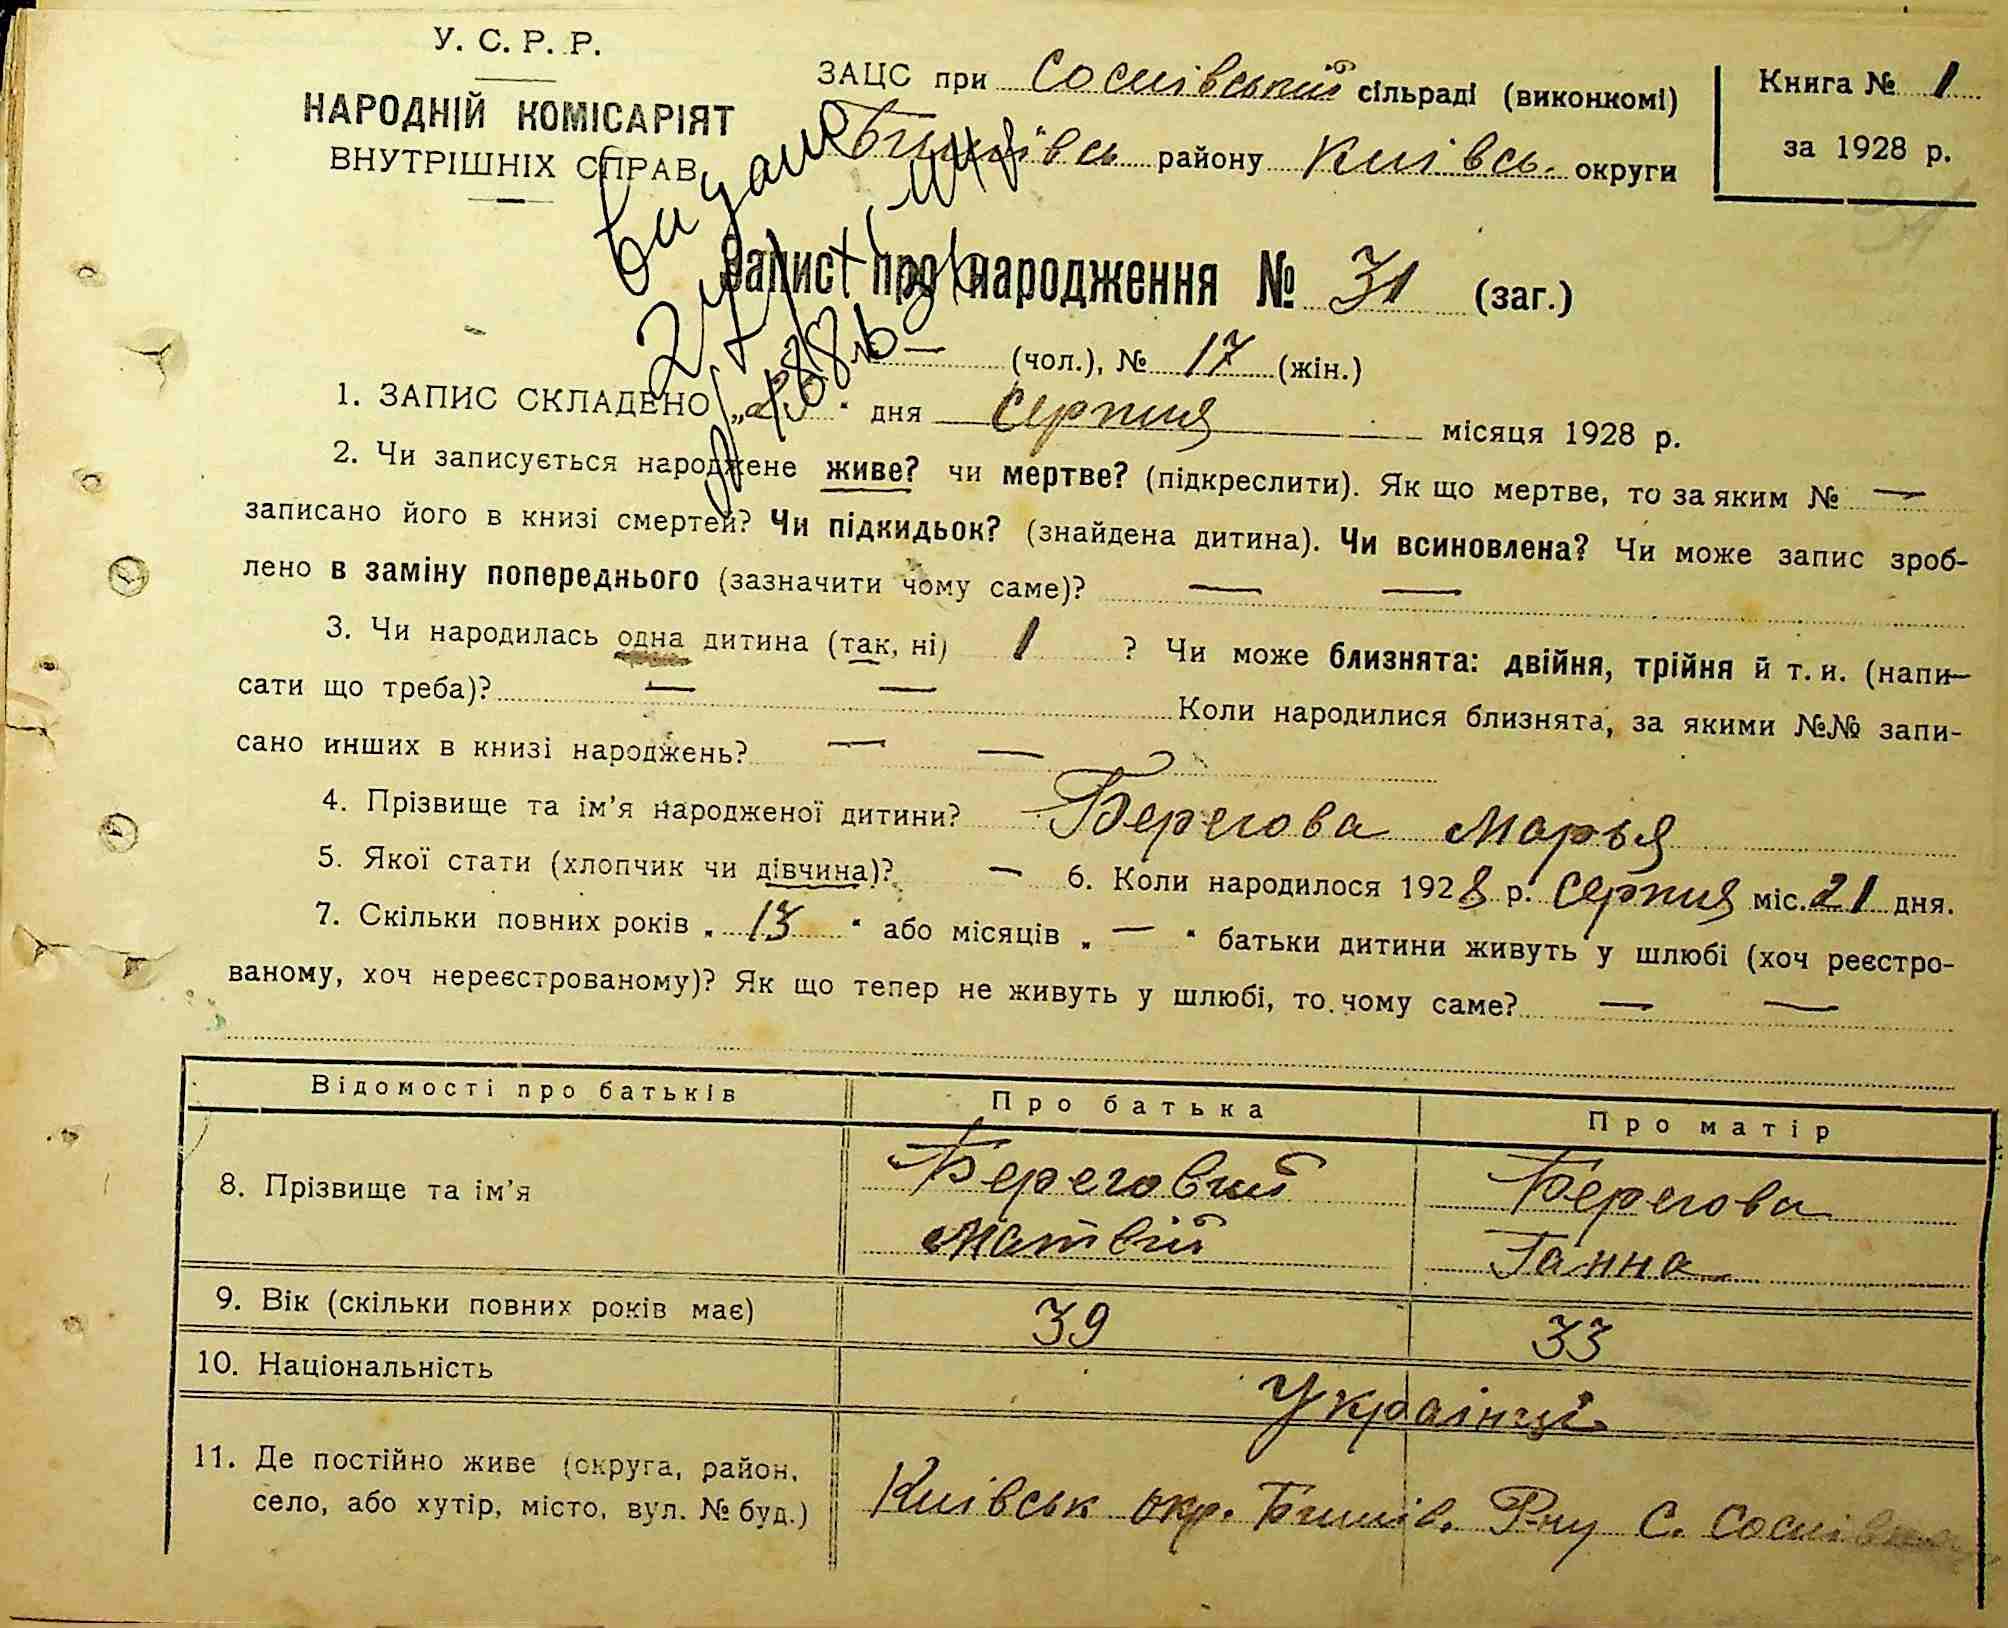 У. С. Р. Р.
НАРОДНІЙ КОМІСАРІЯТ
ВНУТРІШНІХ СПРАВ
ЗАЦС при Соснівський сільраді (виконкомі)
району Київсь. округи
Книга № 1
за 1928 р.
31
видано
Запис про народження № 31 (заг.)
— (чол.), № 17 (жін.)
1. ЗАПИС СКЛАДЕНО „ “ дня Серпня місяця 1928 р.
2. Чи записується народжене живе? чи мертве? (підкреслити). Як що мертве, то за яким № —
записано його в книзі смертей? Чи підкидьок? (знайдена дитина). Чи всиновлена? Чи може запис зроб-
лено в заміну попереднього (зазначити чому саме)? — —
3. Чи народилась одна дитина (так, ні) 1 ? Чи може близнята: двійня, трійня й т. и. (напи-
сати що треба)? — — Коли народилися близнята, за якими №№ запи-
сано инших в книзі народжень? — —
4. Прізвище та ім’я народженої дитини? Берегова Марья
5. Якої стати (хлопчик чи дівчина)? — 6. Коли народилося 1928 р. Серпня міс. 21 дня.
7. Скільки повних років „ 13 “ або місяців „ — “ батьки дитини живуть у шлюбі (хоч реєстро-
ваному, хоч нереєстрованому)? Як що тепер не живуть у шлюбі, то чому саме? — —
Відомості про батьків Про батька Про матір
8. Прізвище та ім’я Береговий Берегова
Матвій Ганна
9. Вік (скільки повних років має) 39 33
10. Національність Українці
11. Де постійно живе (округа, район,
село, або хутір, місто, вул. № буд.) Київськ окр. Бишів. Р-ну С. Соснівка